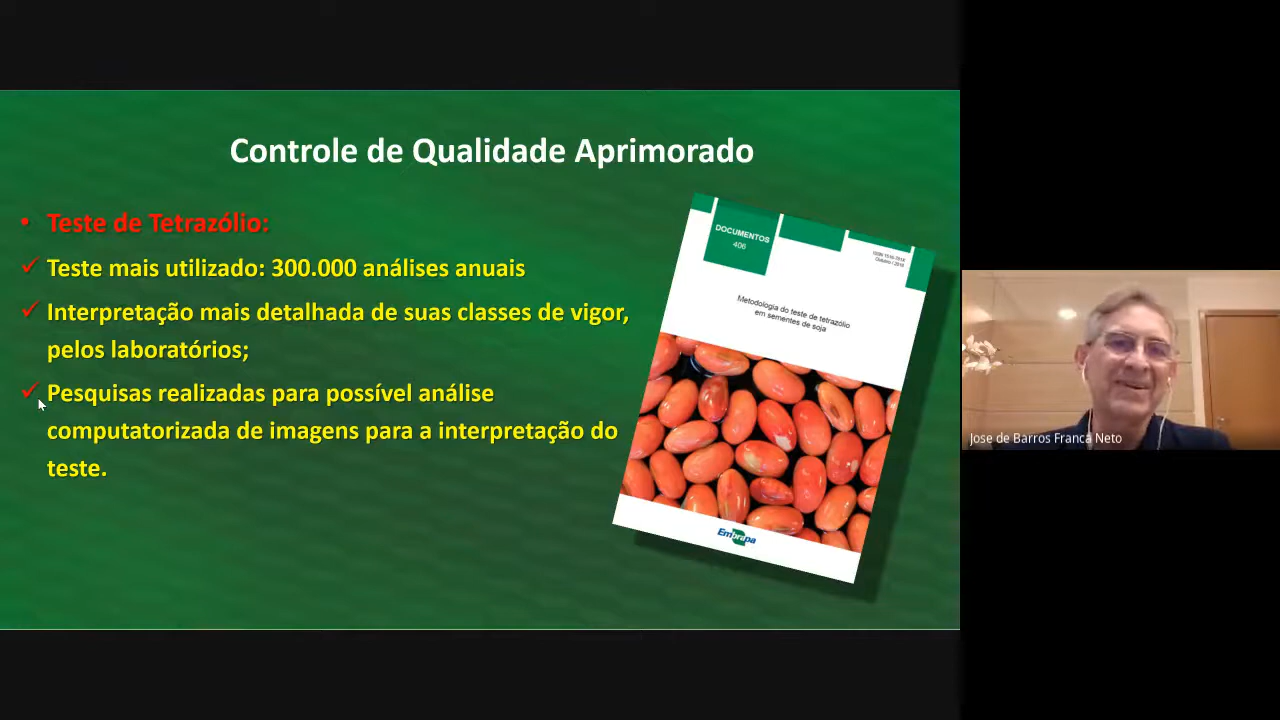 Controle de Qualidade Aprimorado
• Teste de Tetrazólio:
✓ Teste mais utilizado: 300.000 análises anuais
✓ Interpretação mais detalhada de suas classes de vigor,
pelos laboratórios;
✓ Pesquisas realizadas para possível análise
computatorizada de imagens para a interpretação do
teste.
DOCUMENTOS
406
Metodologia do teste de tetrazólio
em sementes de soja
Embrapa
Jose de Barros Franca Neto